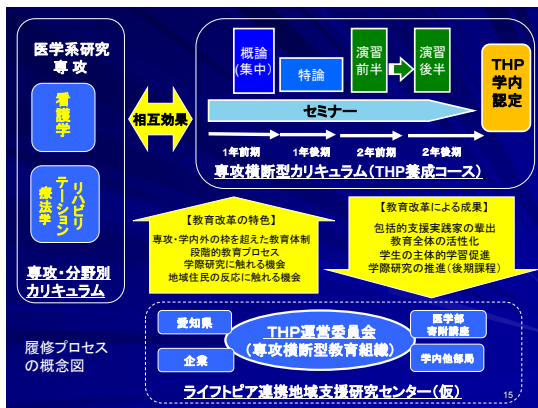 医学系研究
専 攻
看護学
リハビリ
テーション
療法学
専攻・分野別
カリキュラム
相互効果
概論
(集中)
特論
演習
前半
演習
後半
THP
学内
認定
セミナー
1年前期
1年後期
2年前期
2年後期
専攻横断型カリキュラム(THP養成コース)
【教育改革の特色】
専攻・学内外の枠を超えた教育体制
段階的教育プロセス
学際研究に触れる機会
地域住民の反応に触れる機会
【教育改革による成果】
包括的支援実践家の輩出
教育全体の活性化
学生の主体的学習促進
学際研究の推進(後期課程)
愛知県
企業
THP運営委員会
(専攻横断型教育組織)
医学部
寄附講座
学内他部局
ライフトピア連携地域支援研究センター(仮)
履修プロセス
の概念図
15